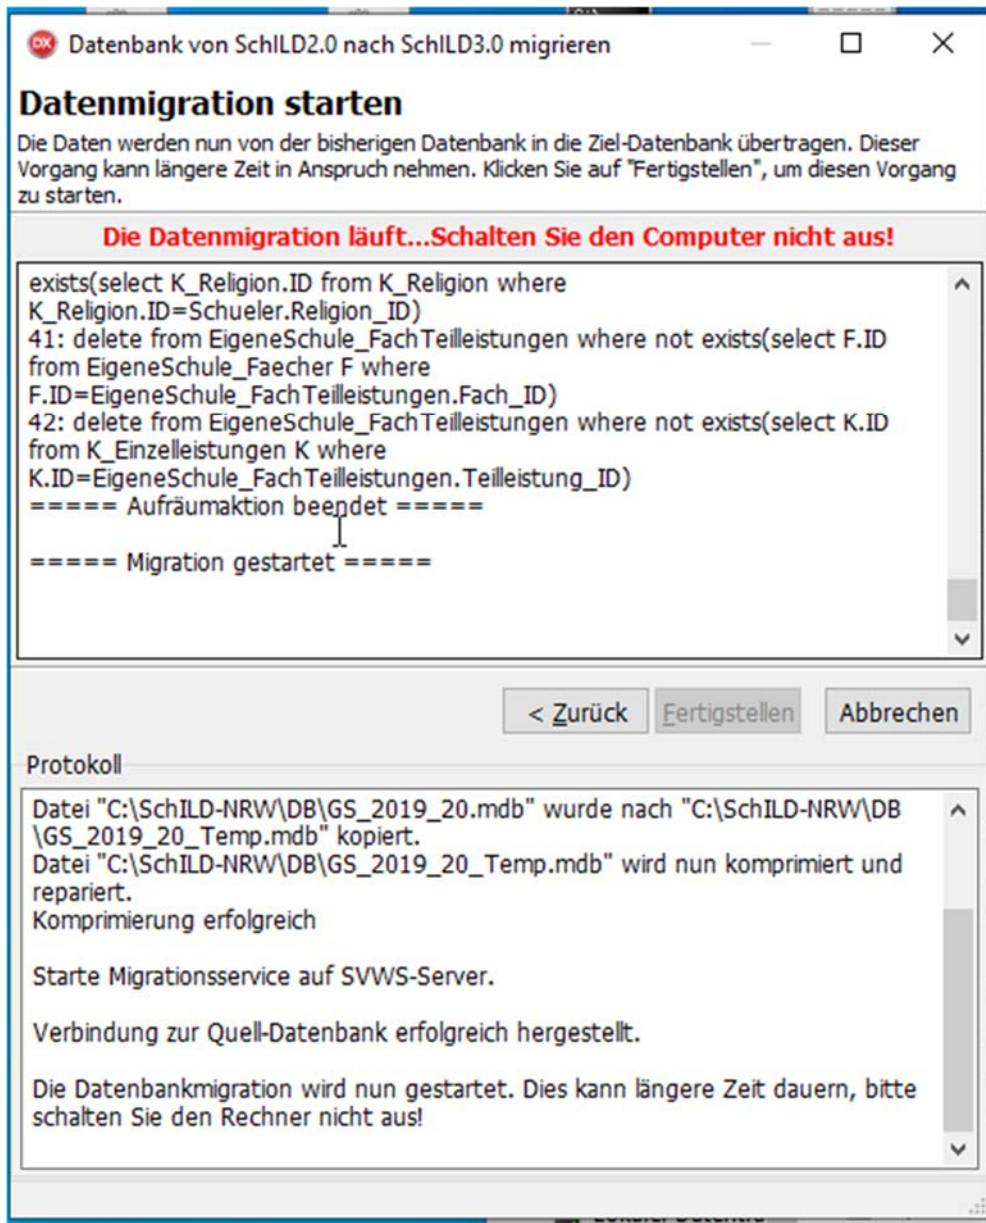 Datenbank von SchILD2.0 nach SchILD3.0 migrieren
Datenmigration starten
Die Daten werden nun von der bisherigen Datenbank in die Ziel-Datenbank übertragen. Dieser
Vorgang kann längere Zeit in Anspruch nehmen. Klicken Sie auf "Fertigstellen", um diesen Vorgang
zu starten.
Die Datenmigration läuft...Schalten Sie den Computer nicht aus!
exists(select K_Religion.ID from K_Religion where
K_Religion.ID=Schueler.Religion_ID)
41: delete from EigeneSchule_FachTeilleistungen where not exists(select F.ID
from EigeneSchule_Faecher F where
F.ID=EigeneSchule_FachTeilleistungen.Fach_ID)
42: delete from EigeneSchule_FachTeilleistungen where not exists(select K.ID
from K_Einzelleistungen K where
K.ID=EigeneSchule_FachTeilleistungen.Teilleistung_ID)
===== Aufräumaktion beendet =====
===== Migration gestartet =====
< Zurück Fertigstellen Abbrechen
Protokoll
Datei "C:\SchILD-NRW\DB\GS_2019_20.mdb" wurde nach "C:\SchILD-NRW\DB
\GS_2019_20_Temp.mdb" kopiert.
Datei "C:\SchILD-NRW\DB\GS_2019_20_Temp.mdb" wird nun komprimiert und
repariert.
Komprimierung erfolgreich
Starte Migrationsservice auf SVWS-Server.
Verbindung zur Quell-Datenbank erfolgreich hergestellt.
Die Datenbankmigration wird nun gestartet. Dies kann längere Zeit dauern, bitte
schalten Sie den Rechner nicht aus!